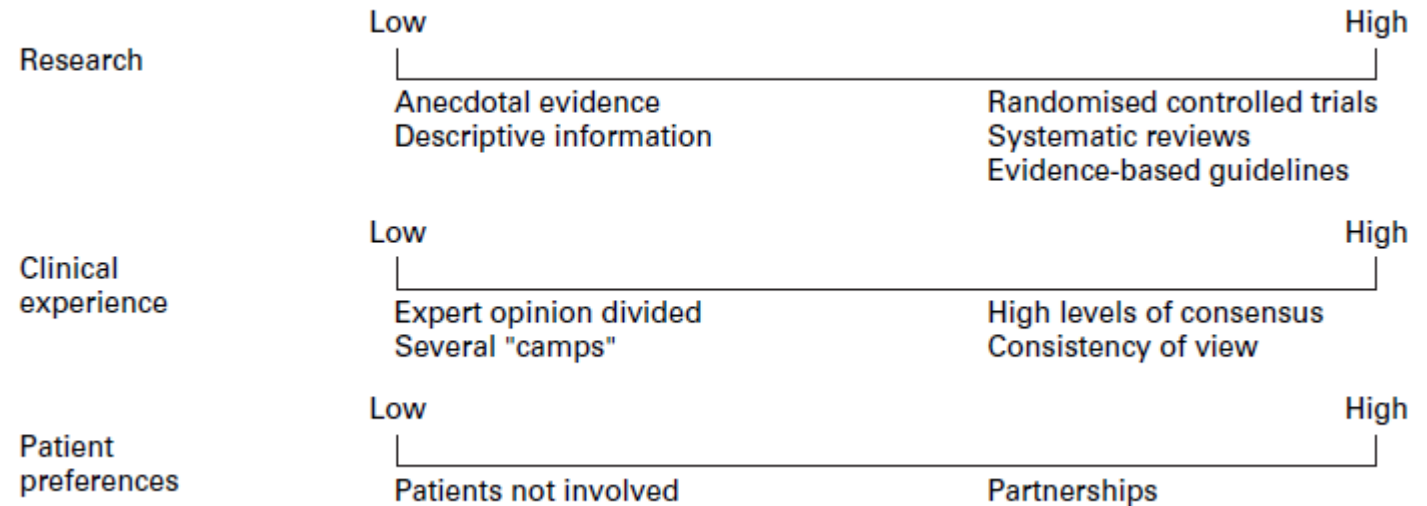 Low High
Research
Anecdotal evidence Randomised controlled trials
Descriptive information Systematic reviews
Evidence-based guidelines
Low High
Clinical
experience
Expert opinion divided High levels of consensus
Several "camps" Consistency of view
Low High
Patient
preferences
Patients not involved Partnerships